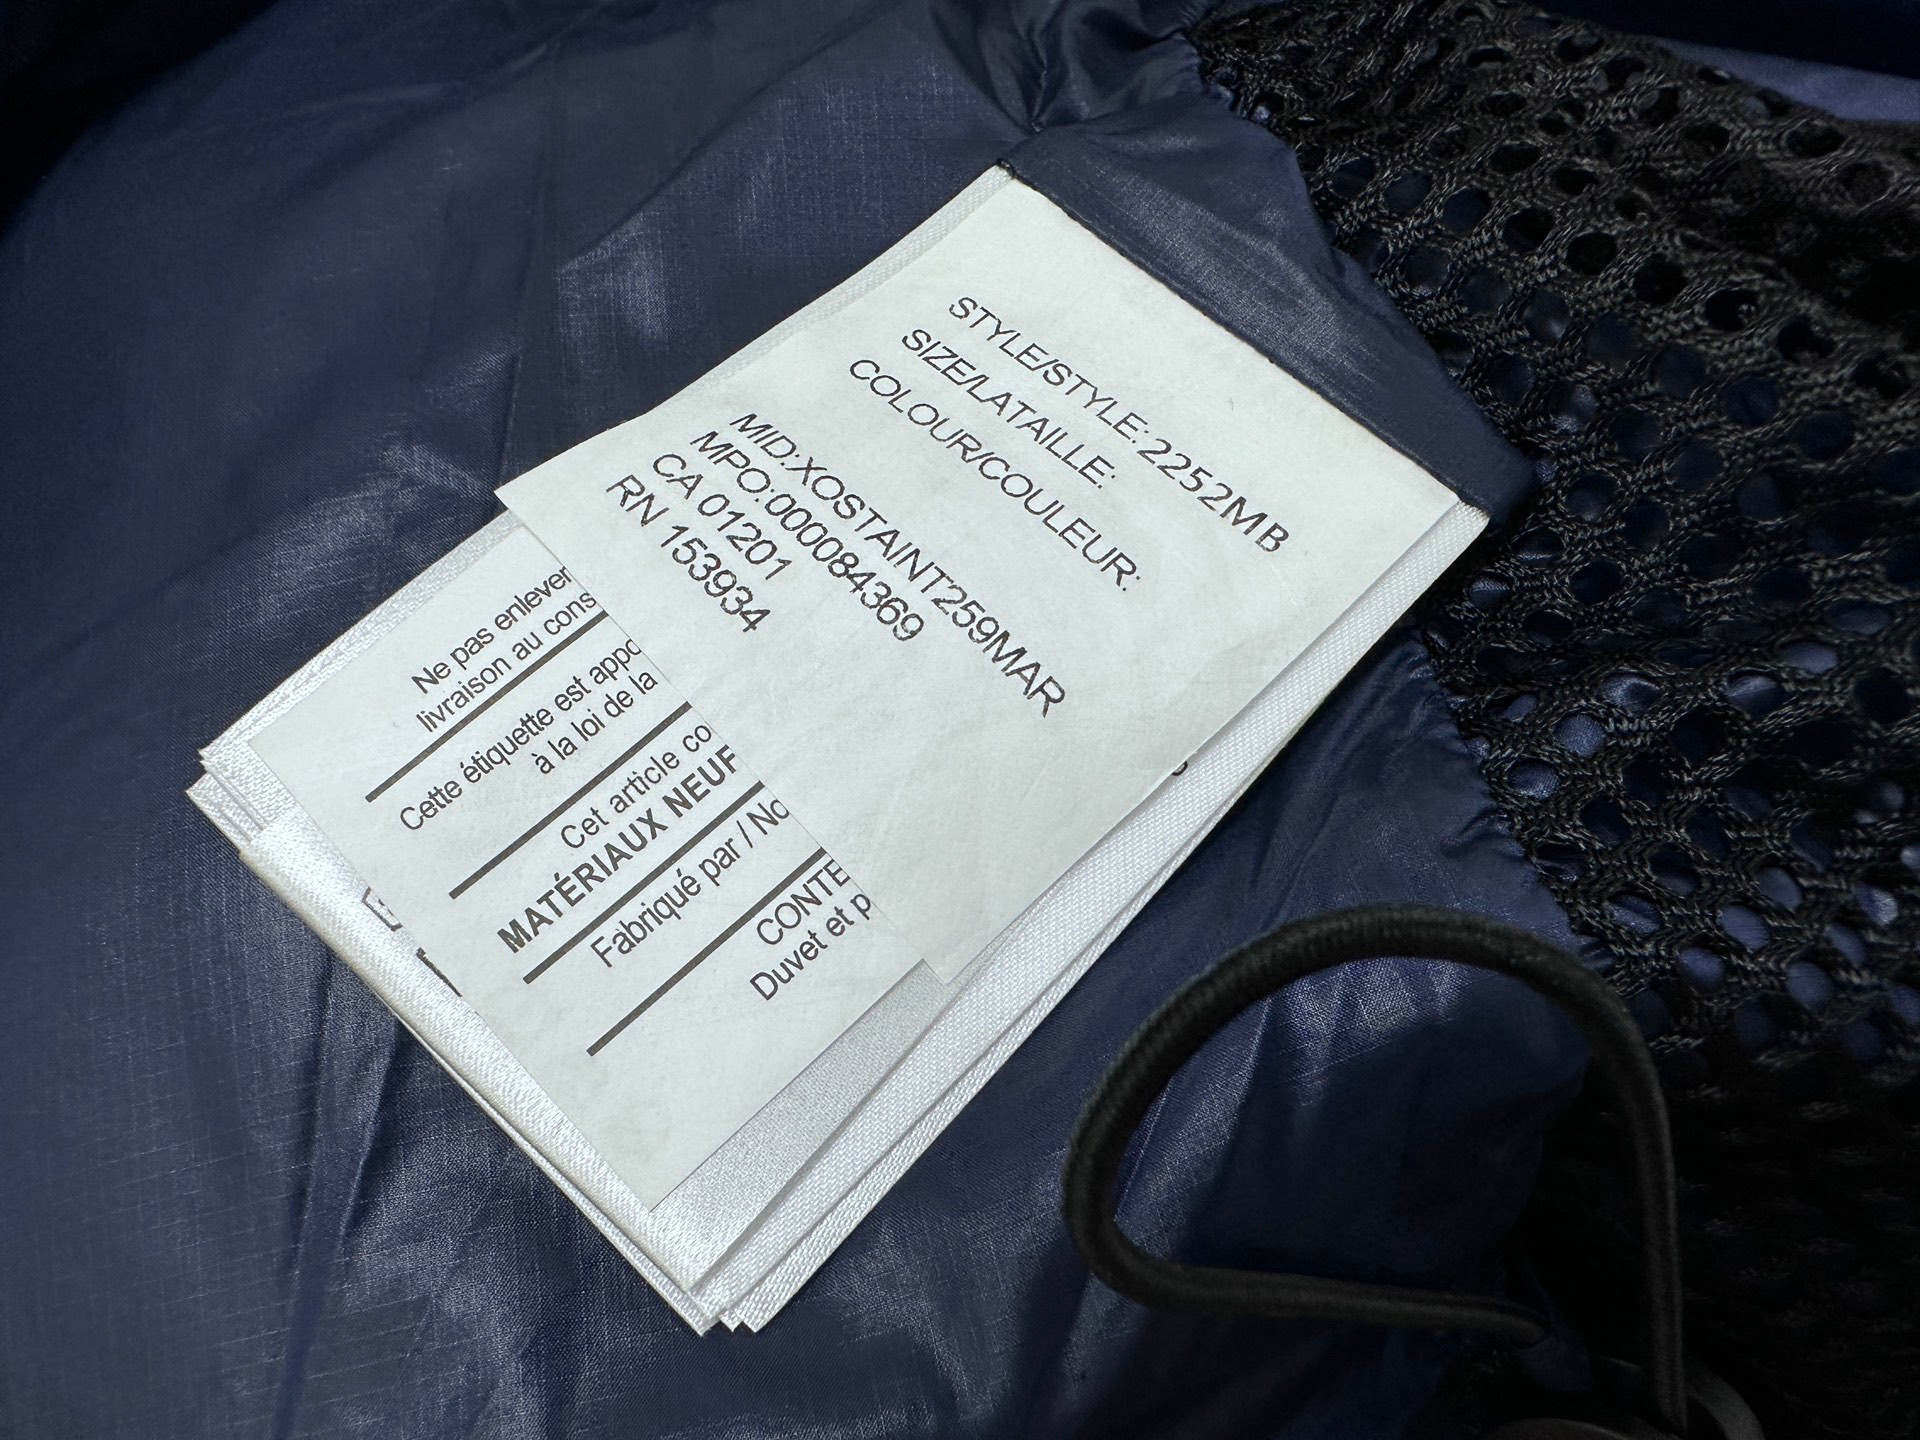 STYLE/STYLE: 2252MB
SIZE/LATAILLE:
COLOUR/COULEUR:
MID:XOSTAINT259MAR
MPO:0000084369
CA 01201
RN 153934
Ne pas enlever
livraison au cons
Cette étiquette est appo
à la loi de la
Cet article co
MATÉRIAUX NEUF
Fabriqué par / No
CONTE
Duvet et p